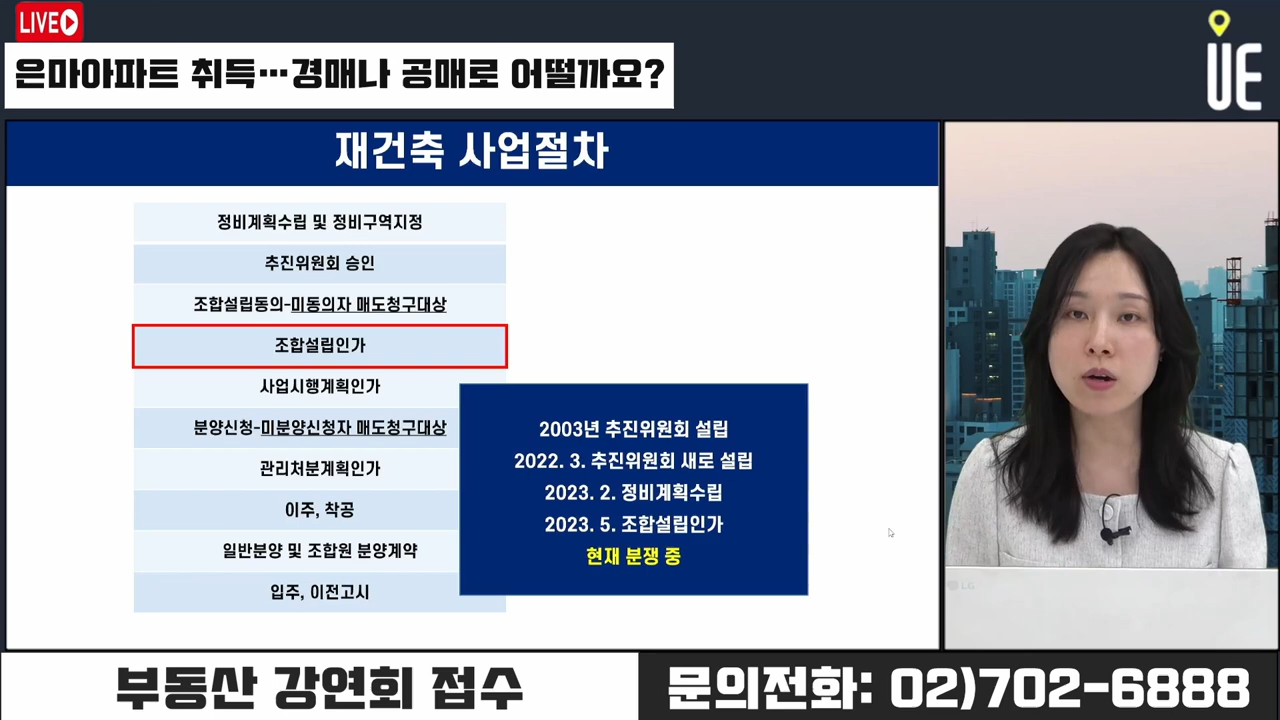 LIVE
은마아파트 취득…경매나 공매로 어떨까요?
UE
재건축 사업절차
정비계획수립 및 정비구역지정
추진위원회 승인
조합설립동의-미동의자 매도청구대상
조합설립인가
사업시행계획인가
분양신청-미분양신청자 매도청구대상
관리처분계획인가
이주, 착공
일반분양 및 조합원 분양계약
입주, 이전고시
2003년 추진위원회 설립
2022. 3. 추진위원회 새로 설립
2023. 2. 정비계획수립
2023. 5. 조합설립인가
현재 분쟁 중
LG
부동산 강연회 접수
문의전화: 02)702-6888